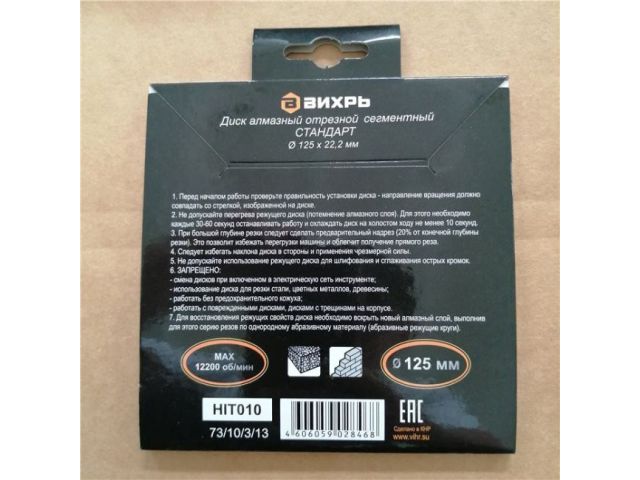 ВИХРЬ
Диск алмазный отрезной сегментный
СТАНДАРТ
Ø 125 x 22,2 мм
1. Перед началом работы проверьте правильность установки диска - направление вращения должно
совпадать со стрелкой, изображенной на диске.
2. Не допускайте перегрева режущего диска (потемнение алмазного слоя). Для этого необходимо
каждые 30-60 секунд останавливать работу и охлаждать диск на холостом ходу не менее 10 секунд.
3. При большой глубине резки следует сделать предварительный надрез (20% от конечной глубины
резки). Это позволит избежать перегрузки машины и облегчит получение прямого реза.
4. Следует избегать наклона диска в стороны и применения чрезмерной силы.
5. Не допускайте использование режущего диска для шлифования и сглаживания острых кромок.
6. ЗАПРЕЩЕНО:
- смена дисков при включенном в электрическую сеть инструменте;
- использование диска для резки стали, цветных металлов, древесины;
- работать без предохранительного кожуха;
- работать с поврежденными дисками, дисками с трещинами на корпусе.
7. Для восстановления режущих свойств диска необходимо вскрыть новый алмазный слой, выполнив
для этого серию резов по однородному абразивному материалу (абразивные режущие круги).
MAX
12200 об/мин
Ø 125 мм
HIT010
73/10/3/13
4 606059 028468
EAC
Сделано в КНР
www.vihr.su